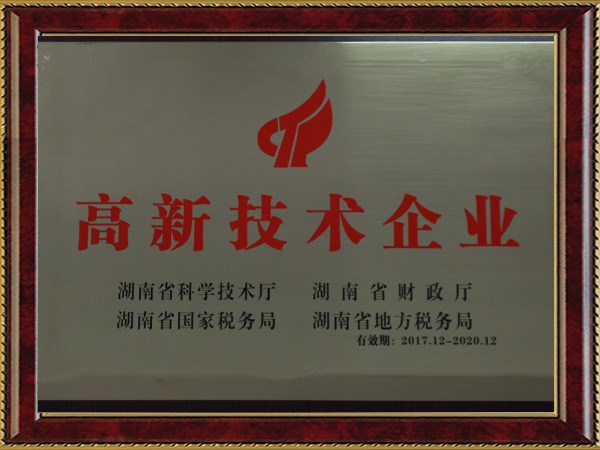 高新技术企业
湖南省科学技术厅 湖南省财政厅
湖南省国家税务局 湖南省地方税务局
有效期：2017.12-2020.12